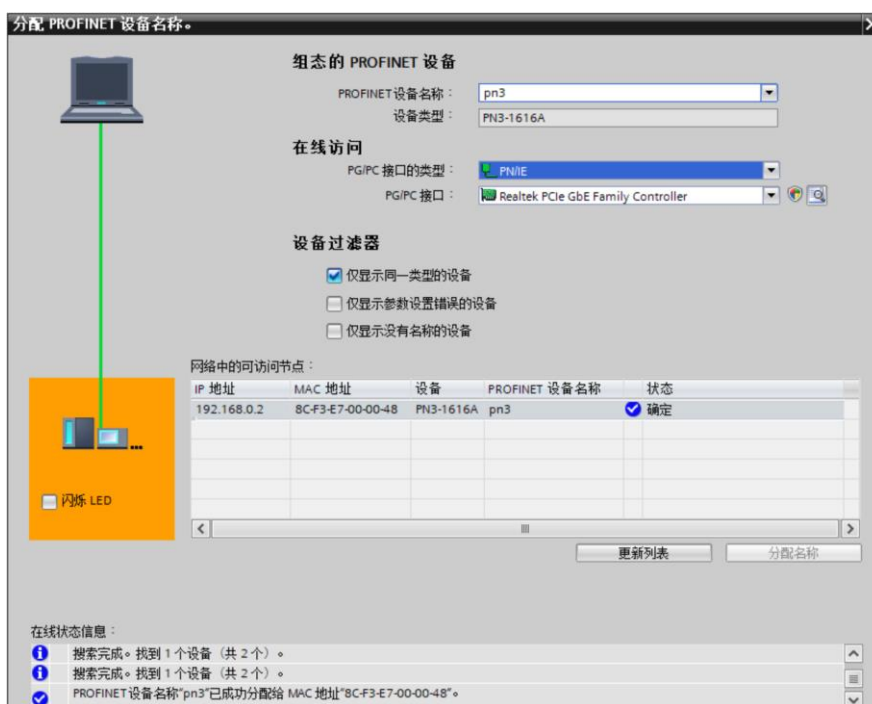 分配 PROFINET 设备名称。
组态的 PROFINET 设备
PROFINET设备名称： pn3
设备类型： PN3-1616A
在线访问
PG/PC 接口的类型： PN/IE
PG/PC 接口： Realtek PCIe GbE Family Controller
设备过滤器
仅显示同一类型的设备
仅显示参数设置错误的设备
仅显示没有名称的设备
网络中的可访问节点：
IP 地址 MAC 地址 设备 PROFINET 设备名称 状态
192.168.0.2 8C-F3-E7-00-00-48 PN3-1616A pn3 确定
闪烁 LED
更新列表 分配名称
在线状态信息：
搜索完成。找到 1 个设备（共 2 个）。
搜索完成。找到 1 个设备（共 2 个）。
PROFINET设备名称“pn3”已成功分配给 MAC 地址“8C-F3-E7-00-00-48”。